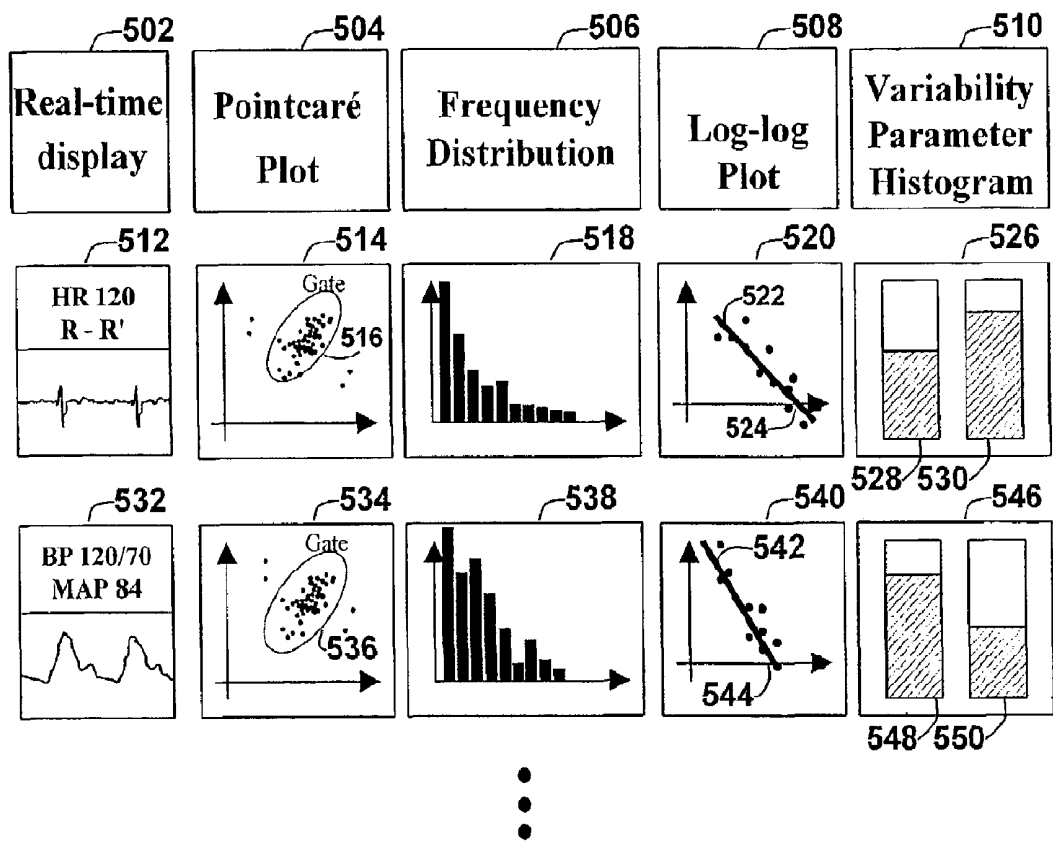 502
504
506
508
510
Real-time
display
Pointcaré
Plot
Frequency
Distribution
Log-log
Plot
Variability
Parameter
Histogram
512
514
518
520
526
HR 120
R - R'
Gate
516
522
524
528
530
532
534
538
540
546
BP 120/70
MAP 84
Gate
536
542
544
548
550